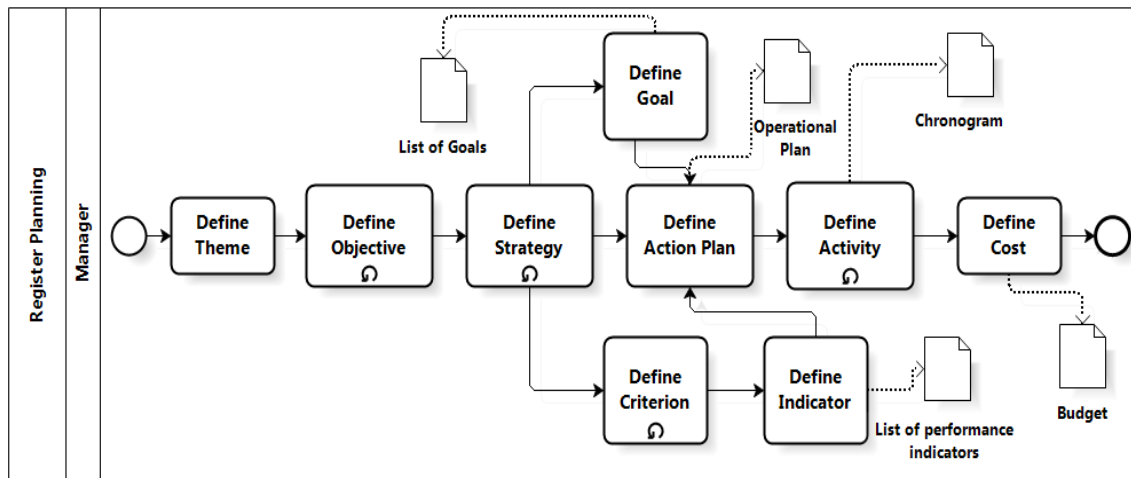 Register Planning
Manager
Define
Goal
List of Goals
Operational
Plan
Chronogram
Define
Theme
Define
Objective
Define
Strategy
Define
Action Plan
Define
Activity
Define
Cost
Define
Criterion
Define
Indicator
List of performance
indicators
Budget